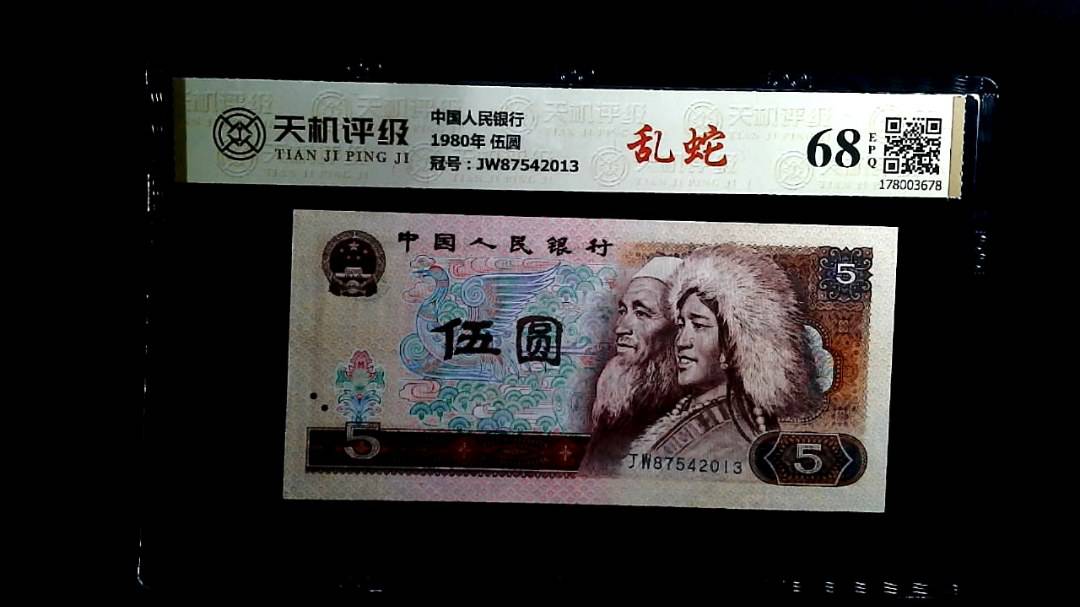 天机评级
TIAN JI PING JI
中国人民银行
1980年 伍圆
冠号：JW87542013
乱蛇
68
EPQ
178003678
中国人民银行
5
伍圆
5
JW87542013
5